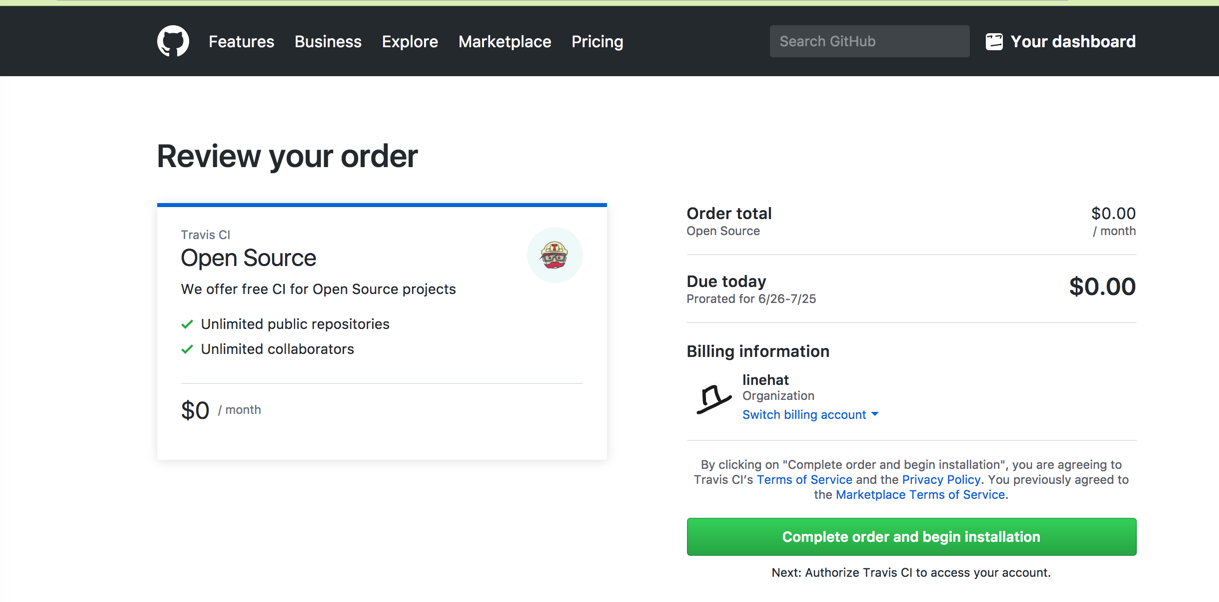 Features Business Explore Marketplace Pricing Search GitHub Your dashboard
Review your order
Travis CI
Open Source
We offer free CI for Open Source projects
Unlimited public repositories
Unlimited collaborators
$0 / month
Order total $0.00
Open Source / month
Due today $0.00
Prorated for 6/26-7/25
Billing information
linehat
Organization
Switch billing account
By clicking on "Complete order and begin installation", you are agreeing to
Travis CI's Terms of Service and the Privacy Policy. You previously agreed to
the Marketplace Terms of Service.
Complete order and begin installation
Next: Authorize Travis CI to access your account.